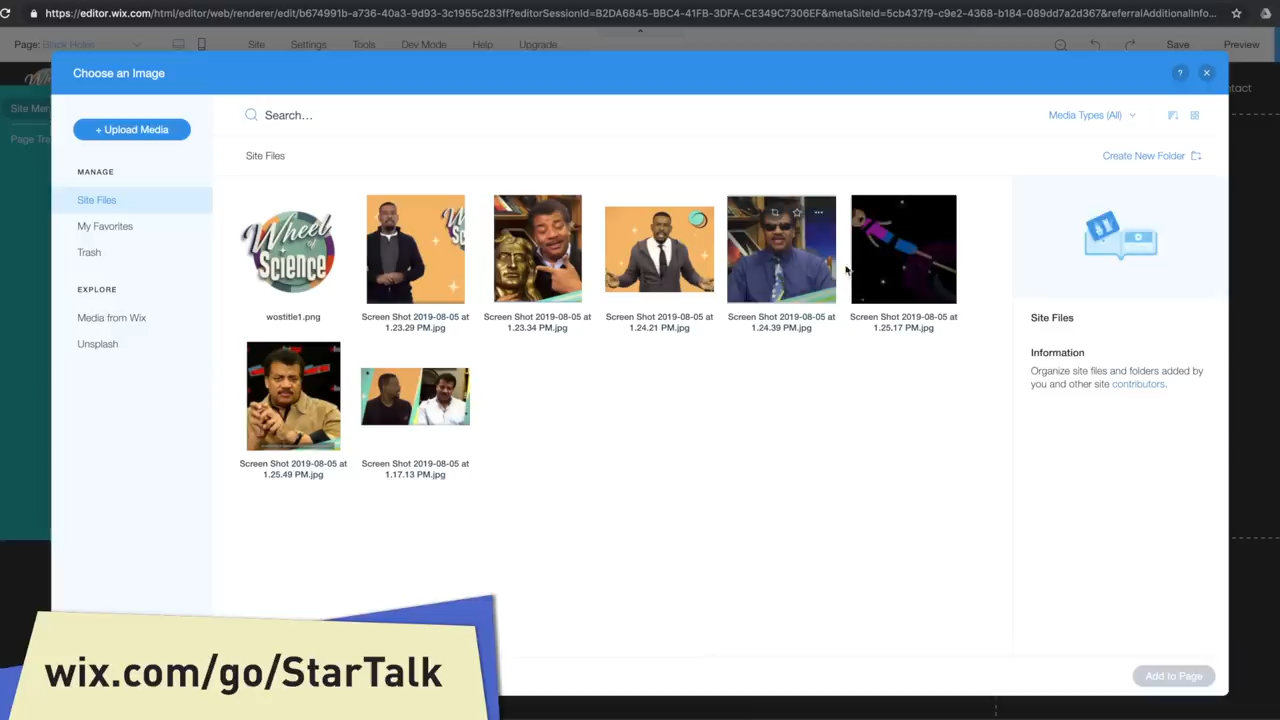 https://editor.wix.com/html/editor/web/renderer/edit/b674991b-a736-40a3-9d93-3c1955c283ff?editorSessionId=B2DA6845-BBC4-41FB-3DFA-CE349C7306EF&metaSiteId=5cb437f9-c9e2-4368-b184-089dd7a2d367&referralAdditionalInfo...
Page: Black Holes
Site
Settings
Tools
Dev Mode
Help
Upgrade
Save
Preview
Choose an Image
?
Site Men
Page Tra
+ Upload Media
Search...
Media Types (All)
MANAGE
Site Files
Create New Folder
Site Files
My Favorites
Trash
EXPLORE
Media from Wix
Unsplash
Wheel
of
Science
wostitle1.png
Screen Shot 2019-08-05 at
1.23.29 PM.jpg
Screen Shot 2019-08-05 at
1.23.34 PM.jpg
Screen Shot 2019-08-05 at
1.24.21 PM.jpg
Screen Shot 2019-08-05 at
1.24.39 PM.jpg
Screen Shot 2019-08-05 at
1.25.17 PM.jpg
Screen Shot 2019-08-05 at
1.25.49 PM.jpg
Screen Shot 2019-08-05 at
1.17.13 PM.jpg
Site Files
Information
Organize site files and folders added by
you and other site contributors.
Add to Page
wix.com/go/StarTalk